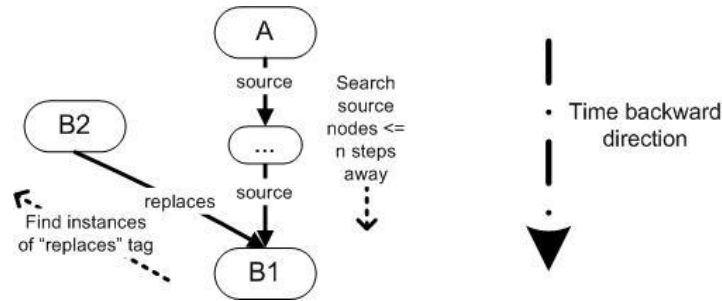 A
source
Search
source
nodes <=
n steps
away
Time backward
direction
B2
...
replaces
source
Find instances
of "replaces" tag
B1